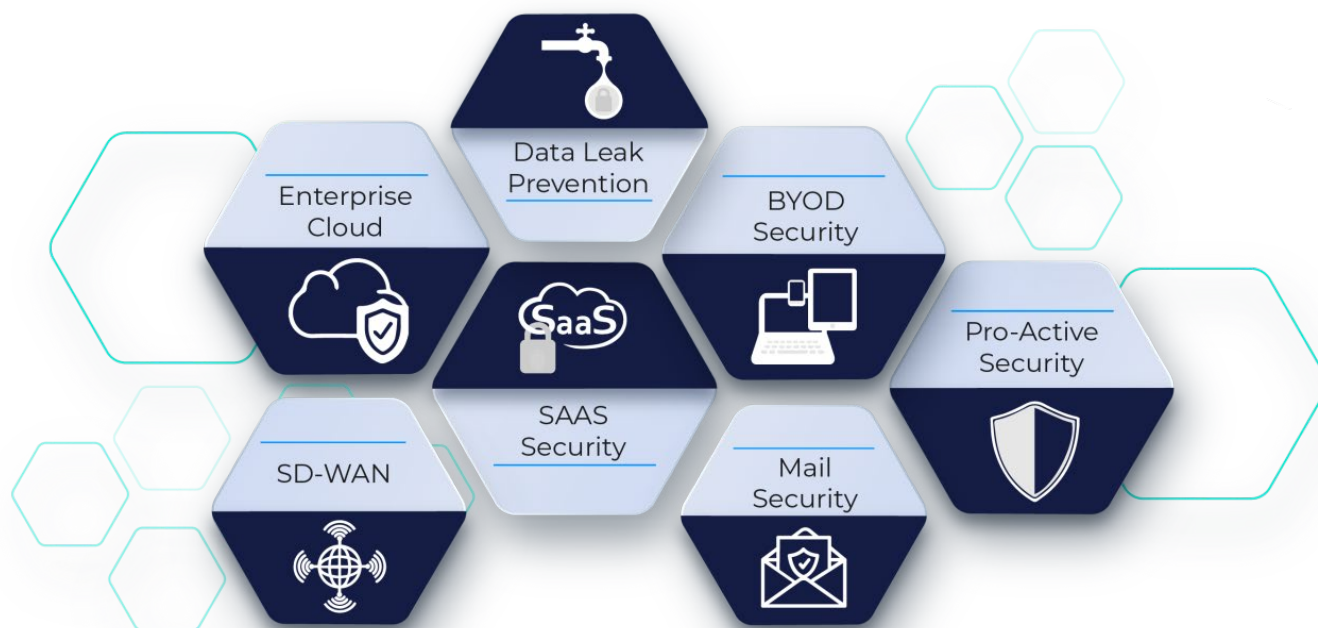 Data Leak
Prevention
Enterprise
Cloud
BYOD
Security
SaaS
SAAS
Security
Pro-Active
Security
SD-WAN
Mail
Security